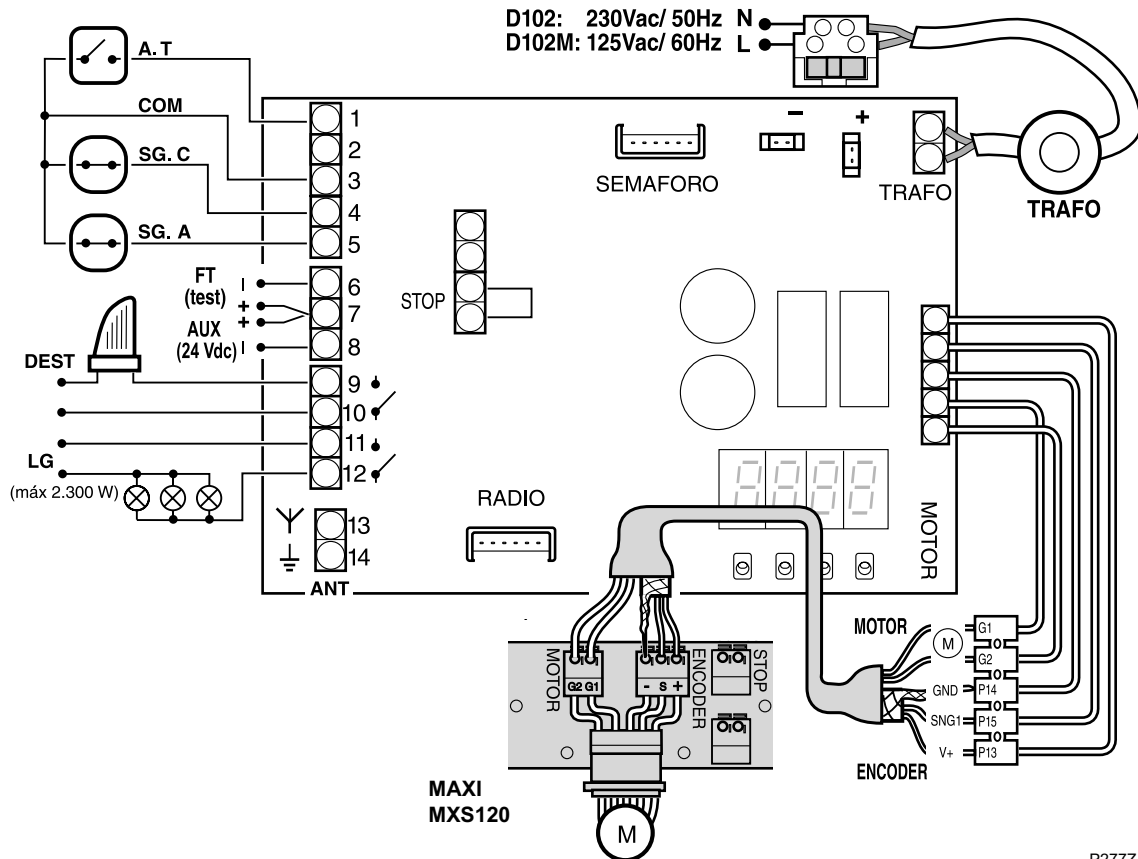 D102: 230Vac/ 50Hz N
D102M: 125Vac/ 60Hz L
A. T
COM
SG. C
SG. A
FT
(test)
AUX
(24 Vdc)
DEST
LG
(máx 2.300 W)
1
2
3
4
5
6
7
8
9
10
11
12
13
14
ANT
SEMAFORO
- +
TRAFO
TRAFO
STOP
RADIO
MOTOR
8888
MOTOR
G2 G1
- S +
ENCODER
STOP
MAXI
MXS120
M
MOTOR
M
G1
G2
GND P14
SNG1 P15
V+ P13
ENCODER